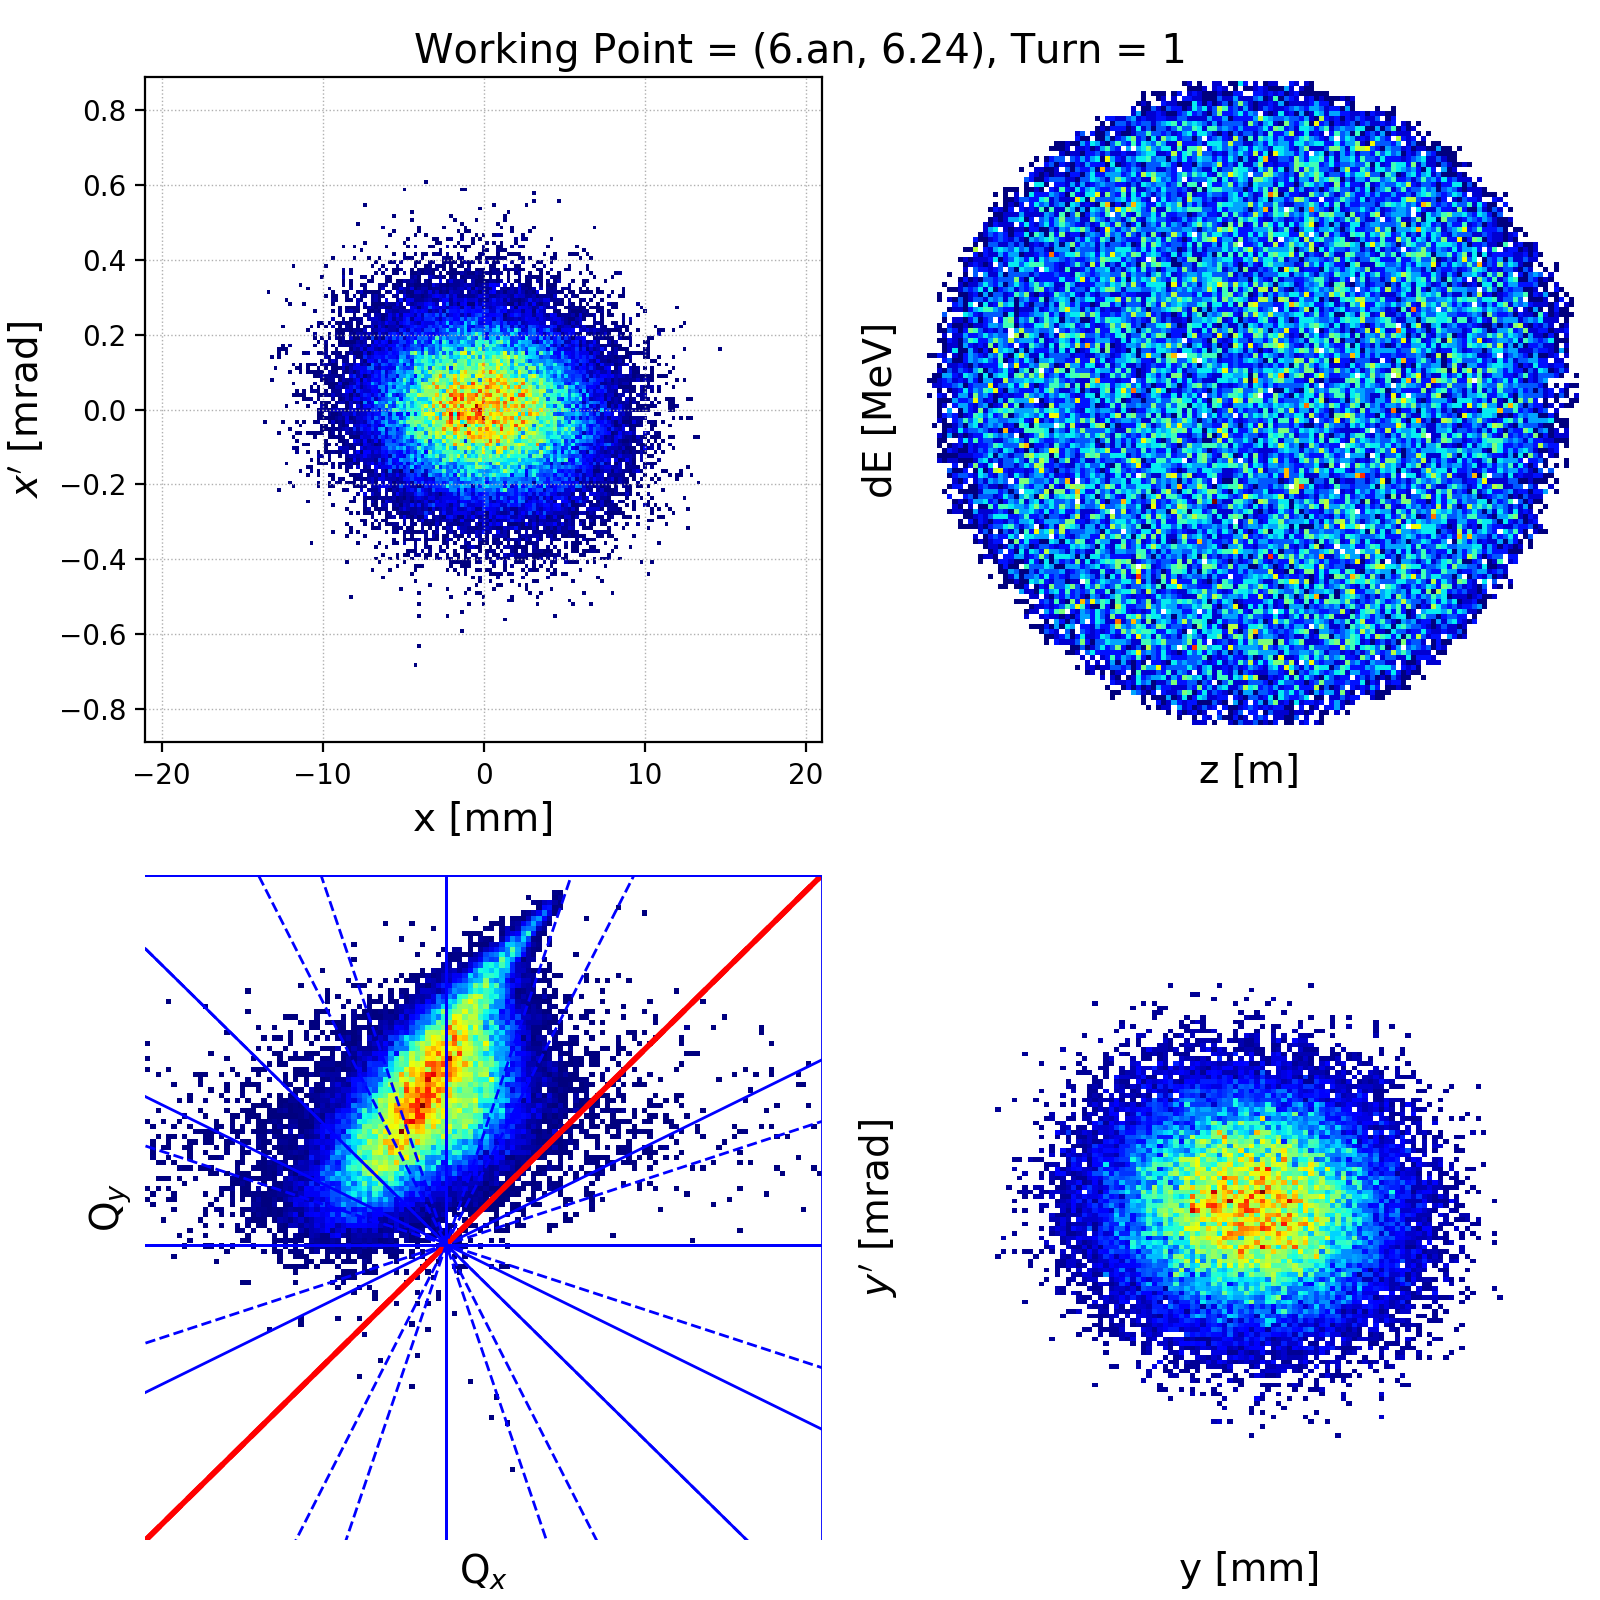 Working Point = (6.an, 6.24), Turn = 1
x′ [mrad]
0.8
0.6
0.4
0.2
0.0
−0.2
−0.4
−0.6
−0.8
−20
−10
0
10
20
x [mm]
dE [MeV]
z [m]
Qy
Qx
y′ [mrad]
y [mm]